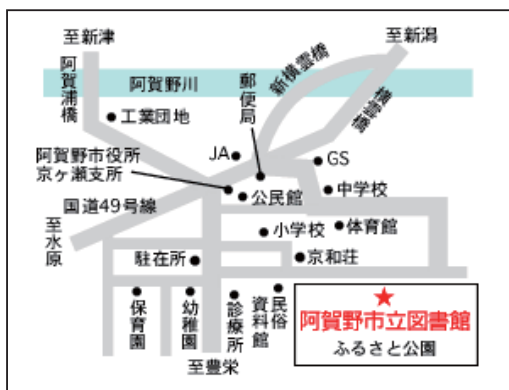 至新津
至新潟
阿賀浦橋
阿賀野川
新横雲橋
横雲橋
郵便局
工業団地
JA
GS
阿賀野市役所
京ヶ瀬支所
公民館
中学校
国道49号線
至水原
小学校
体育館
駐在所
京和荘
保育園
幼稚園
診療所
民俗
資料館
至豊栄
★
阿賀野市立図書館
ふるさと公園